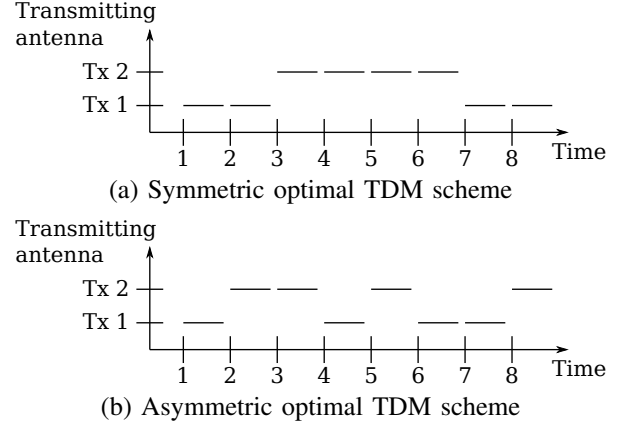 Transmitting
antenna
Tx 2
Tx 1
1 2 3 4 5 6 7 8
Time
(a) Symmetric optimal TDM scheme
Transmitting
antenna
Tx 2
Tx 1
1 2 3 4 5 6 7 8
Time
(b) Asymmetric optimal TDM scheme